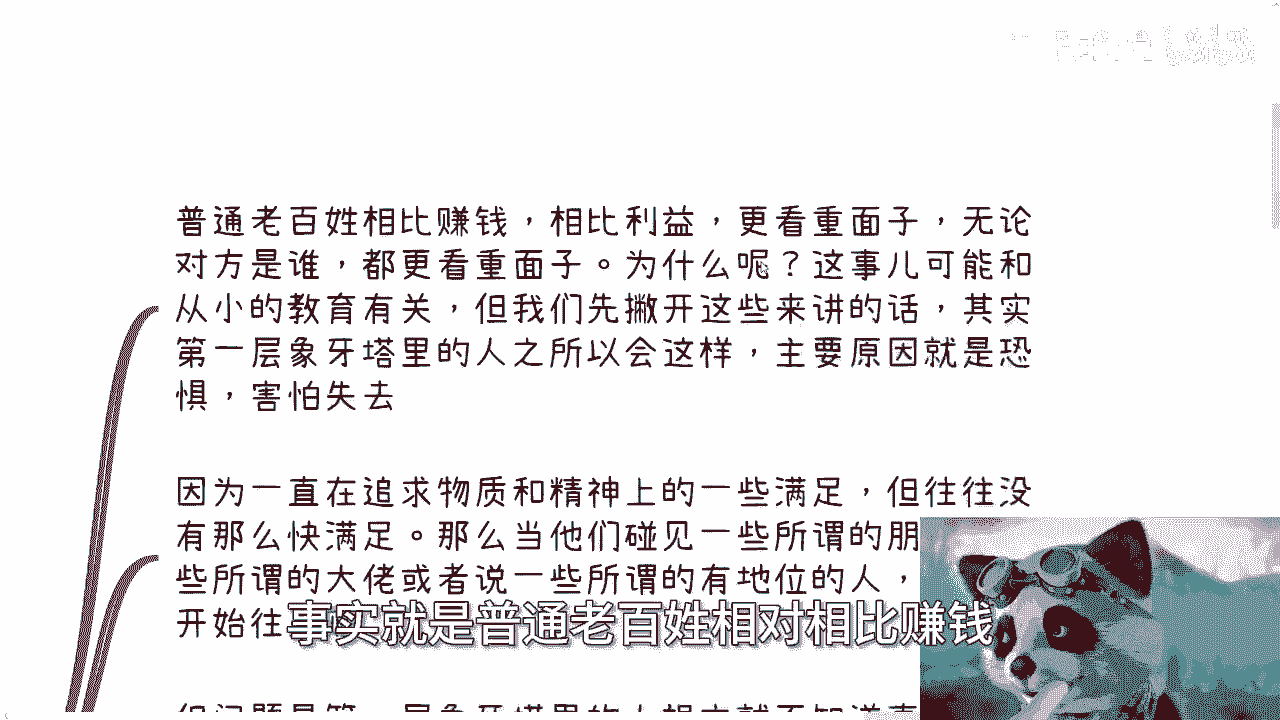 普通老百姓相比赚钱，相比利益，更看重面子，无论
对方是谁，都更看重面子。为什么呢？这事儿可能和
从小的教育有关，但我们先撇开这些来讲的话，其实
第一层象牙塔里的人之所以会这样，主要原因就是恐
惧，害怕失去
因为一直在追求物质和精神上的一些满足，但往往没
有那么快满足。那么当他们碰见一些所谓的朋
些所谓的大佬或者说一些所谓的有地位的人，
开始往
事实就是普通老百姓相对相比赚钱